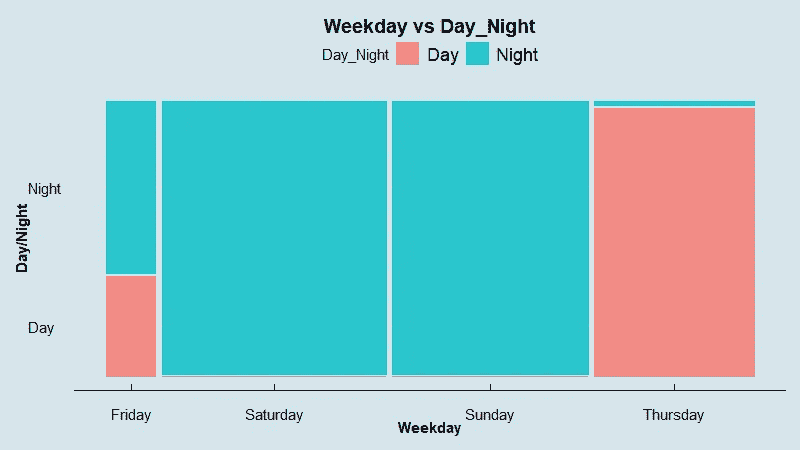 Weekday vs Day_Night
Day_Night Day Night
Night
Day/Night
Day
Friday Saturday Sunday Thursday
Weekday